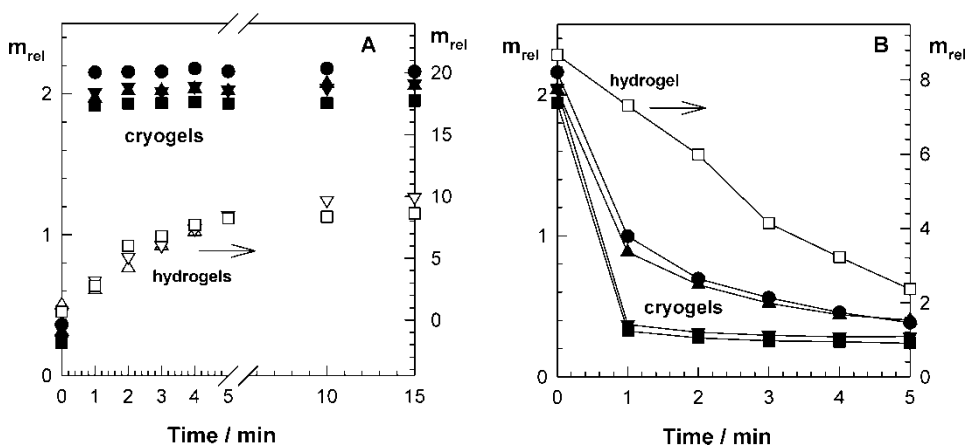 A
m_rel
m_rel
2
1
0
20
15
10
5
0
cryogels
hydrogels
0 1 2 3 4 5 10 15
Time / min
B
m_rel
m_rel
2
1
0
8
6
4
2
0
hydrogel
cryogels
0 1 2 3 4 5
Time / min